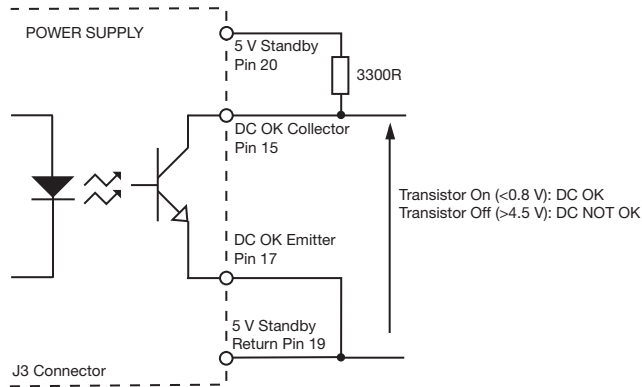 POWER SUPPLY
5 V Standby
Pin 20
3300R
DC OK Collector
Pin 15
Transistor On (<0.8 V): DC OK
Transistor Off (>4.5 V): DC NOT OK
DC OK Emitter
Pin 17
5 V Standby
Return Pin 19
J3 Connector